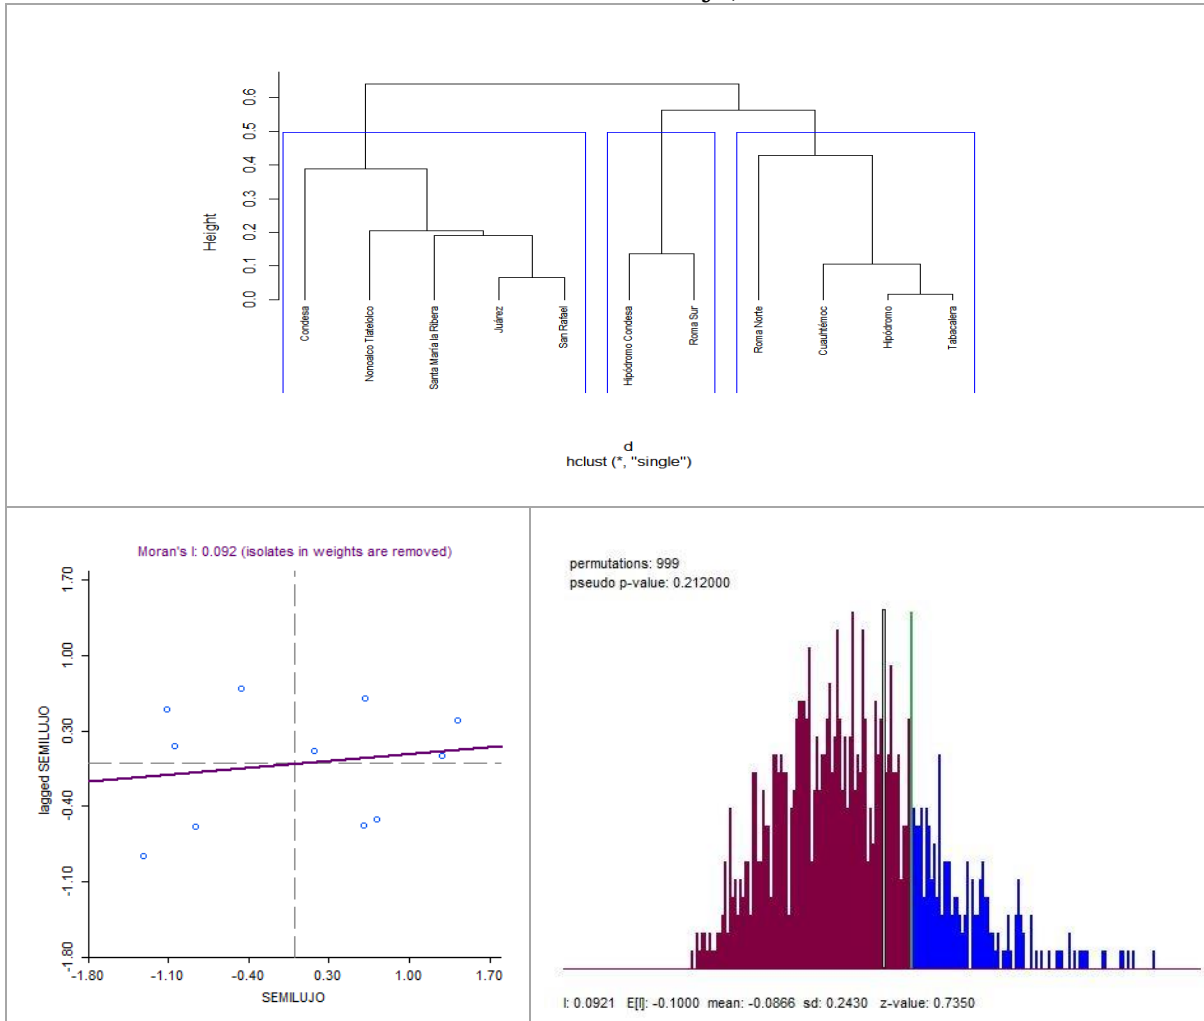 0.6
0.5
0.4
0.3
0.2
0.1
0.0
Height
Condesa
Nonoalco Tlatelolco
Santa María la Ribera
Juárez
San Rafael
Hipódromo Condesa
Roma Sur
Roma Norte
Cuauhtémoc
Hipódromo
Tabacalera
d
hclust (*, "single")
Moran's I: 0.092 (isolates in weights are removed)
1.70
1.00
0.30
-0.40
-1.10
-1.80
lagged SEMILUJO
-1.80 -1.10 -0.40 0.30 1.00 1.70
SEMILUJO
permutations: 999
pseudo p-value: 0.212000
I: 0.0921 E[I]: -0.1000 mean: -0.0866 sd: 0.2430 z-value: 0.7350